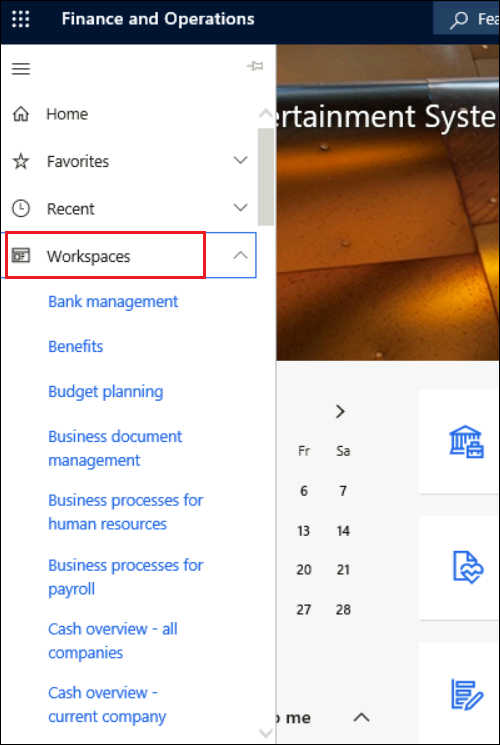 Finance and Operations
Fea
Home
ertainment Syste
Favorites
Recent
Workspaces
Bank management
Benefits
Budget planning
Business document
management
Business processes for
human resources
Business processes for
payroll
Cash overview - all
companies
Cash overview -
current company
Fr Sa
6 7
13 14
20 21
27 28
o me